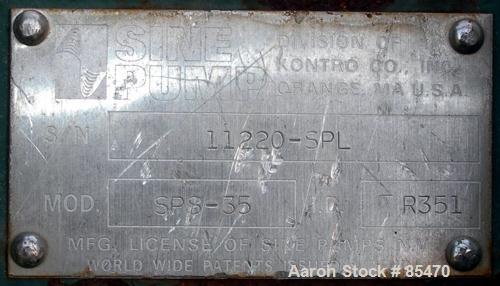 SINE PUMP
DIVISION OF
KONTRO CO., INC.
ORANGE, MA U.S.A.
S/N 11220-SPL
MOD. SPS-35 I.D. R351
MFG. LICENSE OF SINE PUMPS N.V.
WORLD WIDE PATENTS ISSUED
Aaron Stock # 85470